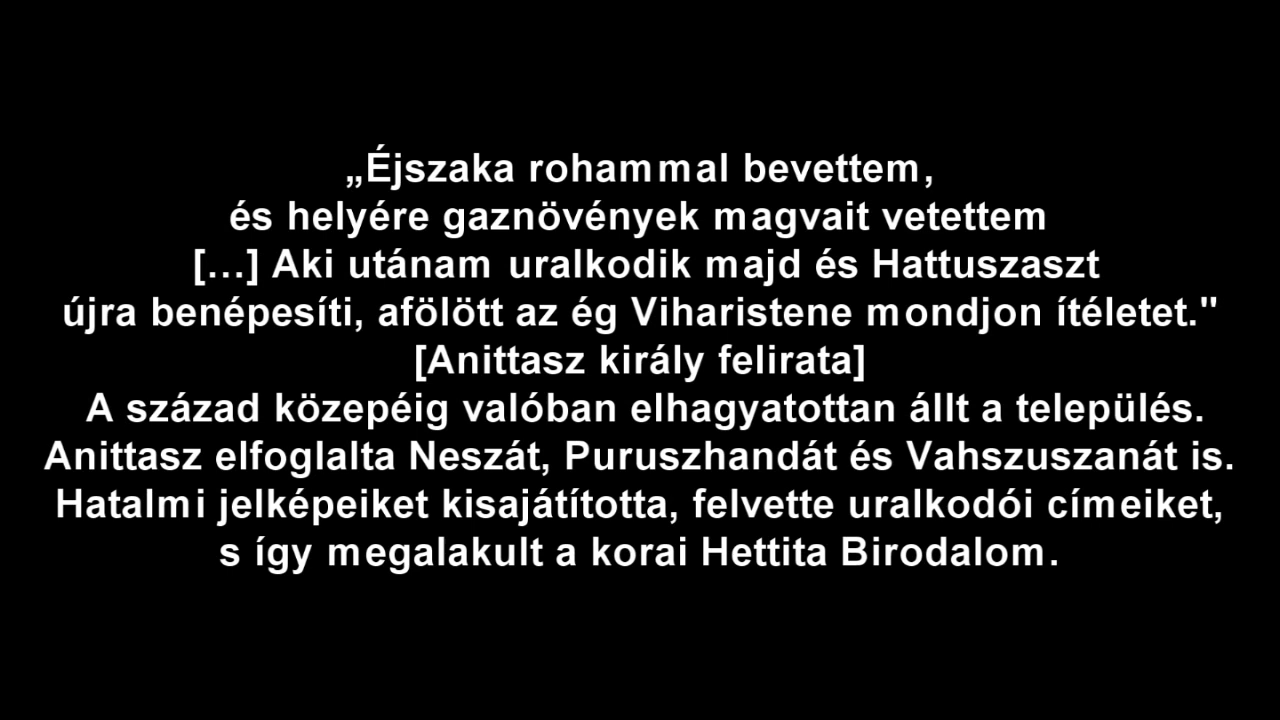 „Éjszaka rohammal bevettem,
és helyére gaznövények magvait vetettem
[...] Aki utánam uralkodik majd és Hattuszaszt
újra benépesíti, afölött az ég Viharistene mondjon ítéletet."
[Anittasz király felirata]
A század közepéig valóban elhagyatottan állt a település.
Anittasz elfoglalta Neszát, Puruszhandát és Vahszuszanát is.
Hatalmi jelképeiket kisajátította, felvette uralkodói címeiket,
s így megalakult a korai Hettita Birodalom.